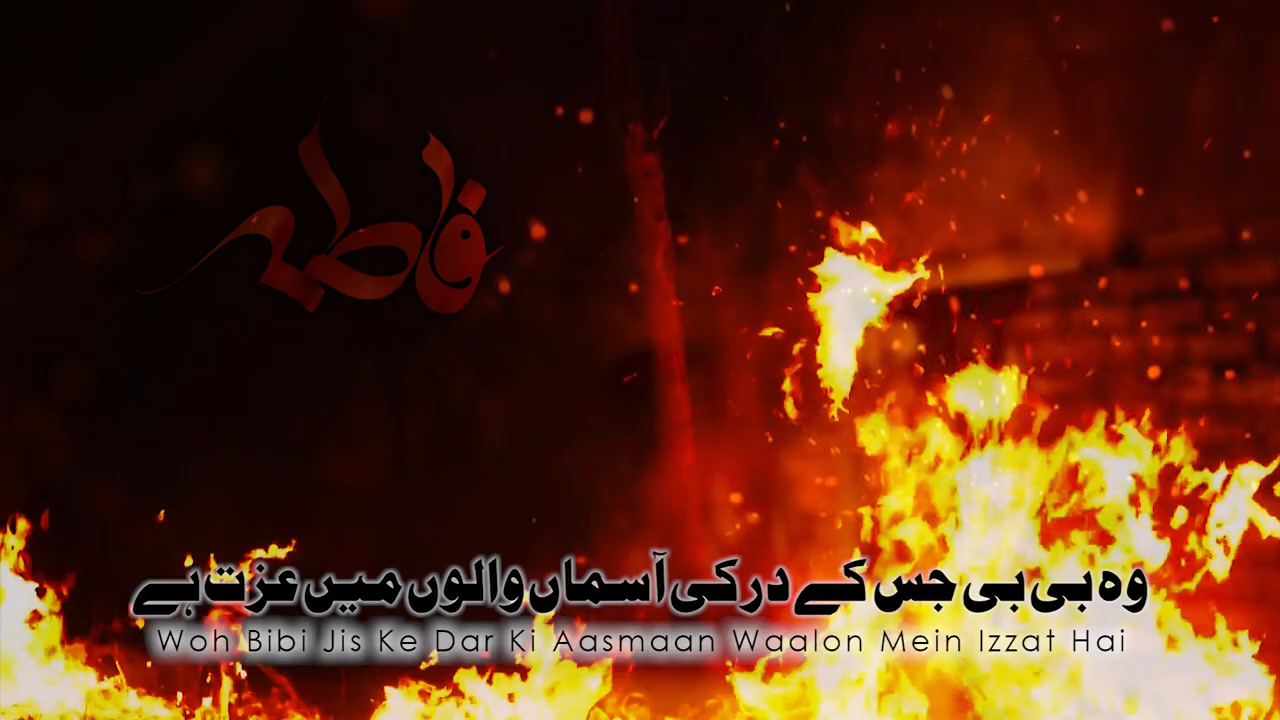 فاطمہ
وہ بی بی جس کے در کی آسماں والوں میں عزت ہے
Woh Bibi Jis Ke Dar Ki Aasmaan Waalon Mein Izzat Hai